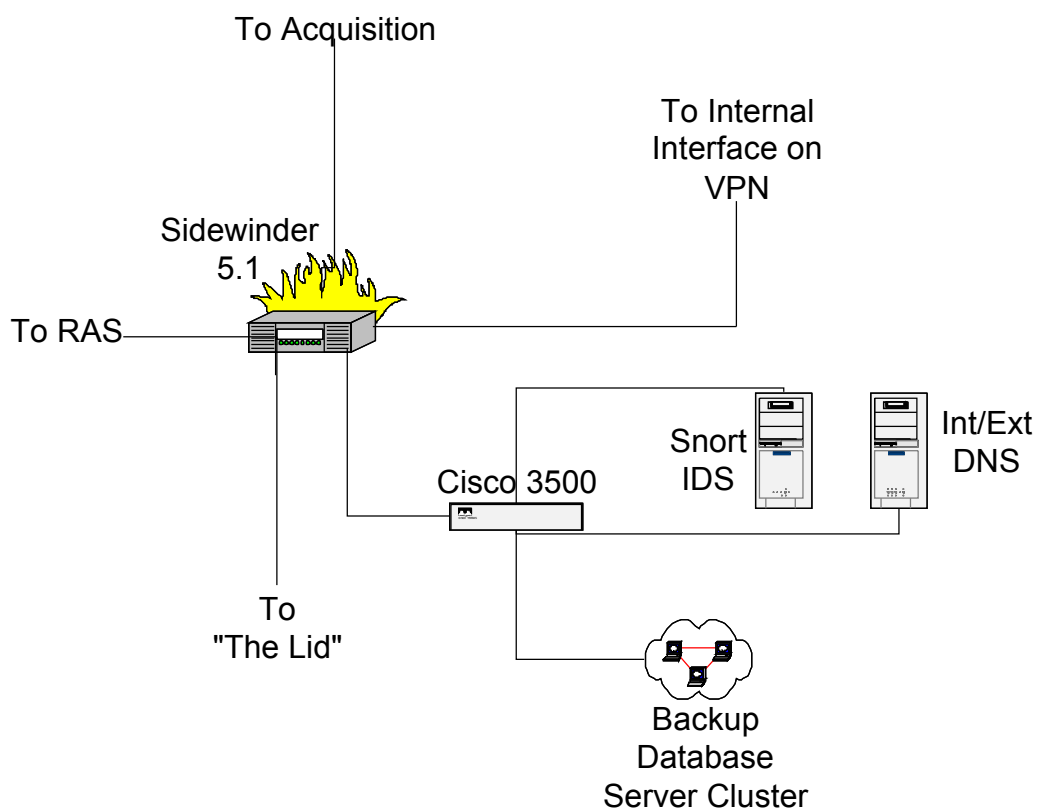 To Acquisition
To Internal
Interface on
VPN
Sidewinder
5.1
To RAS
Snort
IDS
Int/Ext
DNS
Cisco 3500
To
"The Lid"
Backup
Database
Server Cluster